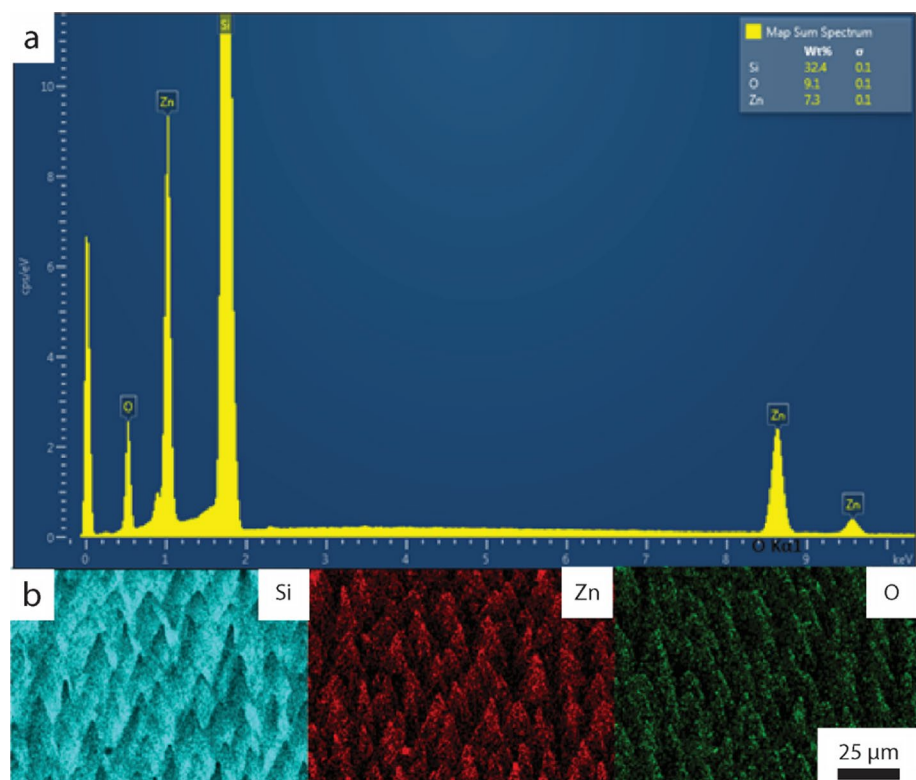 a
Si
Map Sum Spectrum
Wt% σ
Si 32.4 0.1
O 9.1 0.1
Zn 7.3 0.1
10
Zn
8
cps/eV
6
4
O
Zn
2
Zn
0
0 1 2 3 4 5 6 7 8 9 keV
O Kα1
b
Si
Zn
O
25 μm